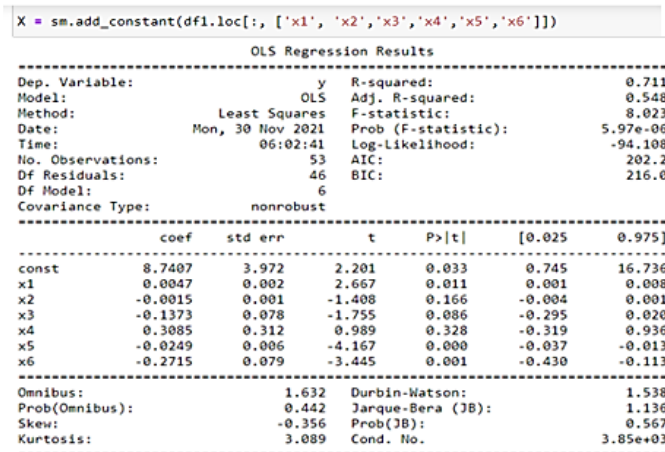 X = sm.add_constant(df1.loc[:, ['x1', 'x2','x3','x4','x5','x6']])
OLS Regression Results
Dep. Variable: y R-squared: 0.711
Model: OLS Adj. R-squared: 0.548
Method: Least Squares F-statistic: 8.023
Date: Mon, 30 Nov 2021 Prob (F-statistic): 5.97e-06
Time: 06:02:41 Log-Likelihood: -94.108
No. Observations: 53 AIC: 202.2
Df Residuals: 46 BIC: 216.0
Df Model: 6
Covariance Type: nonrobust
coef std err t P>|t| [0.025 0.975]
const 8.7407 3.972 2.201 0.033 0.745 16.736
x1 0.0047 0.002 2.667 0.011 0.001 0.008
x2 -0.0015 0.001 -1.408 0.166 -0.004 0.001
x3 -0.1373 0.078 -1.755 0.086 -0.295 0.020
x4 0.3085 0.312 0.989 0.328 -0.319 0.936
x5 -0.0249 0.006 -4.167 0.000 -0.037 -0.013
x6 -0.2715 0.079 -3.445 0.001 -0.430 -0.113
Omnibus: 1.632 Durbin-Watson: 1.538
Prob(Omnibus): 0.442 Jarque-Bera (JB): 1.136
Skew: -0.356 Prob(JB): 0.567
Kurtosis: 3.089 Cond. No. 3.85e+03